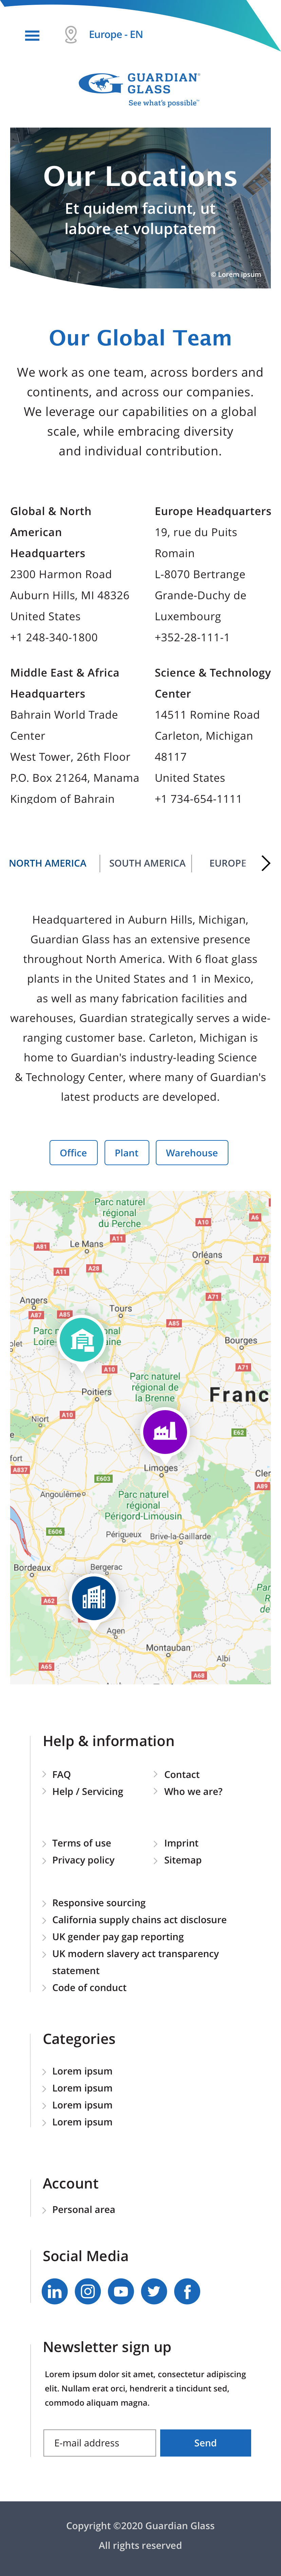 Europe - EN
GUARDIAN®
GLASS
See what's possible™
Our Locations
Et quidem faciunt, ut
labore et voluptatem
© Lorem ipsum
Our Global Team
We work as one team, across borders and
continents, and across our companies.
We leverage our capabilities on a global
scale, while embracing diversity
and individual contribution.
Global & North
American
Headquarters
2300 Harmon Road
Auburn Hills, MI 48326
United States
+1 248-340-1800
Europe Headquarters
19, rue du Puits
Romain
L-8070 Bertrange
Grande-Duchy de
Luxembourg
+352-28-111-1
Middle East & Africa
Headquarters
Bahrain World Trade
Center
West Tower, 26th Floor
P.O. Box 21264, Manama
Kingdom of Bahrain
Science & Technology
Center
14511 Romine Road
Carleton, Michigan
48117
United States
+1 734-654-1111
NORTH AMERICA
SOUTH AMERICA
EUROPE
Headquartered in Auburn Hills, Michigan,
Guardian Glass has an extensive presence
throughout North America. With 6 float glass
plants in the United States and 1 in Mexico,
as well as many fabrication facilities and
warehouses, Guardian strategically serves a wide-
ranging customer base. Carleton, Michigan is
home to Guardian's industry-leading Science
& Technology Center, where many of Guardian's
latest products are developed.
Office
Plant
Warehouse
Parc naturel
régional
du Perche
A10
A6
A11
Le Mans
A81
Orléans
A77
A28
A11
Angers
A71
Tours
A87
A85
A85
Bourges
A10
A71
Parc naturel
régional de
la Brenne
Poitiers
Franc
Niort
A10
E62
Limoges
A837
E603
A89
Angoulême
Parc naturel
régional
Périgord-Limousin
E606
Périgueux
Brive-la-Gaillarde
Bordeaux
Bergerac
A62
Agen
Montauban
Albi
A65
A68
Help & information
FAQ
Contact
Help / Servicing
Who we are?
Terms of use
Imprint
Privacy policy
Sitemap
Responsive sourcing
California supply chains act disclosure
UK gender pay gap reporting
UK modern slavery act transparency
statement
Code of conduct
Categories
Lorem ipsum
Lorem ipsum
Lorem ipsum
Lorem ipsum
Account
Personal area
Social Media
Newsletter sign up
Lorem ipsum dolor sit amet, consectetur adipiscing
elit. Nullam erat orci, hendrerit a tincidunt sed,
commodo aliquam magna.
E-mail address
Send
Copyright ©2020 Guardian Glass
All rights reserved